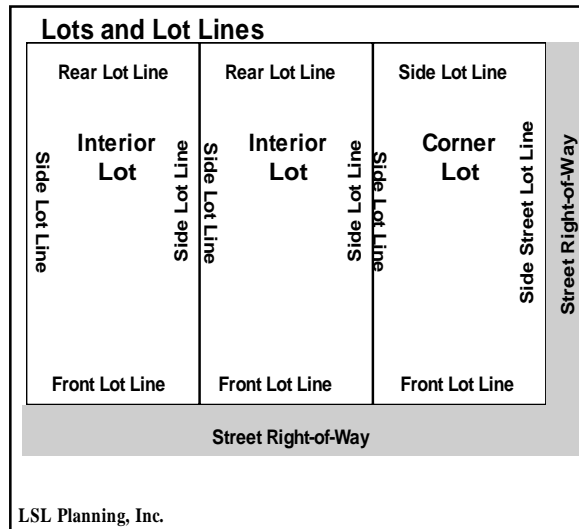 Lots and Lot Lines
Rear Lot Line
Rear Lot Line
Side Lot Line
Interior
Lot
Interior
Lot
Corner
Lot
Side Lot Line
Side Lot Line
Side Lot Line
Side Lot Line
Side Lot Line
Side Street Lot Line
Street Right-of-Way
Front Lot Line
Front Lot Line
Front Lot Line
Street Right-of-Way
LSL Planning, Inc.